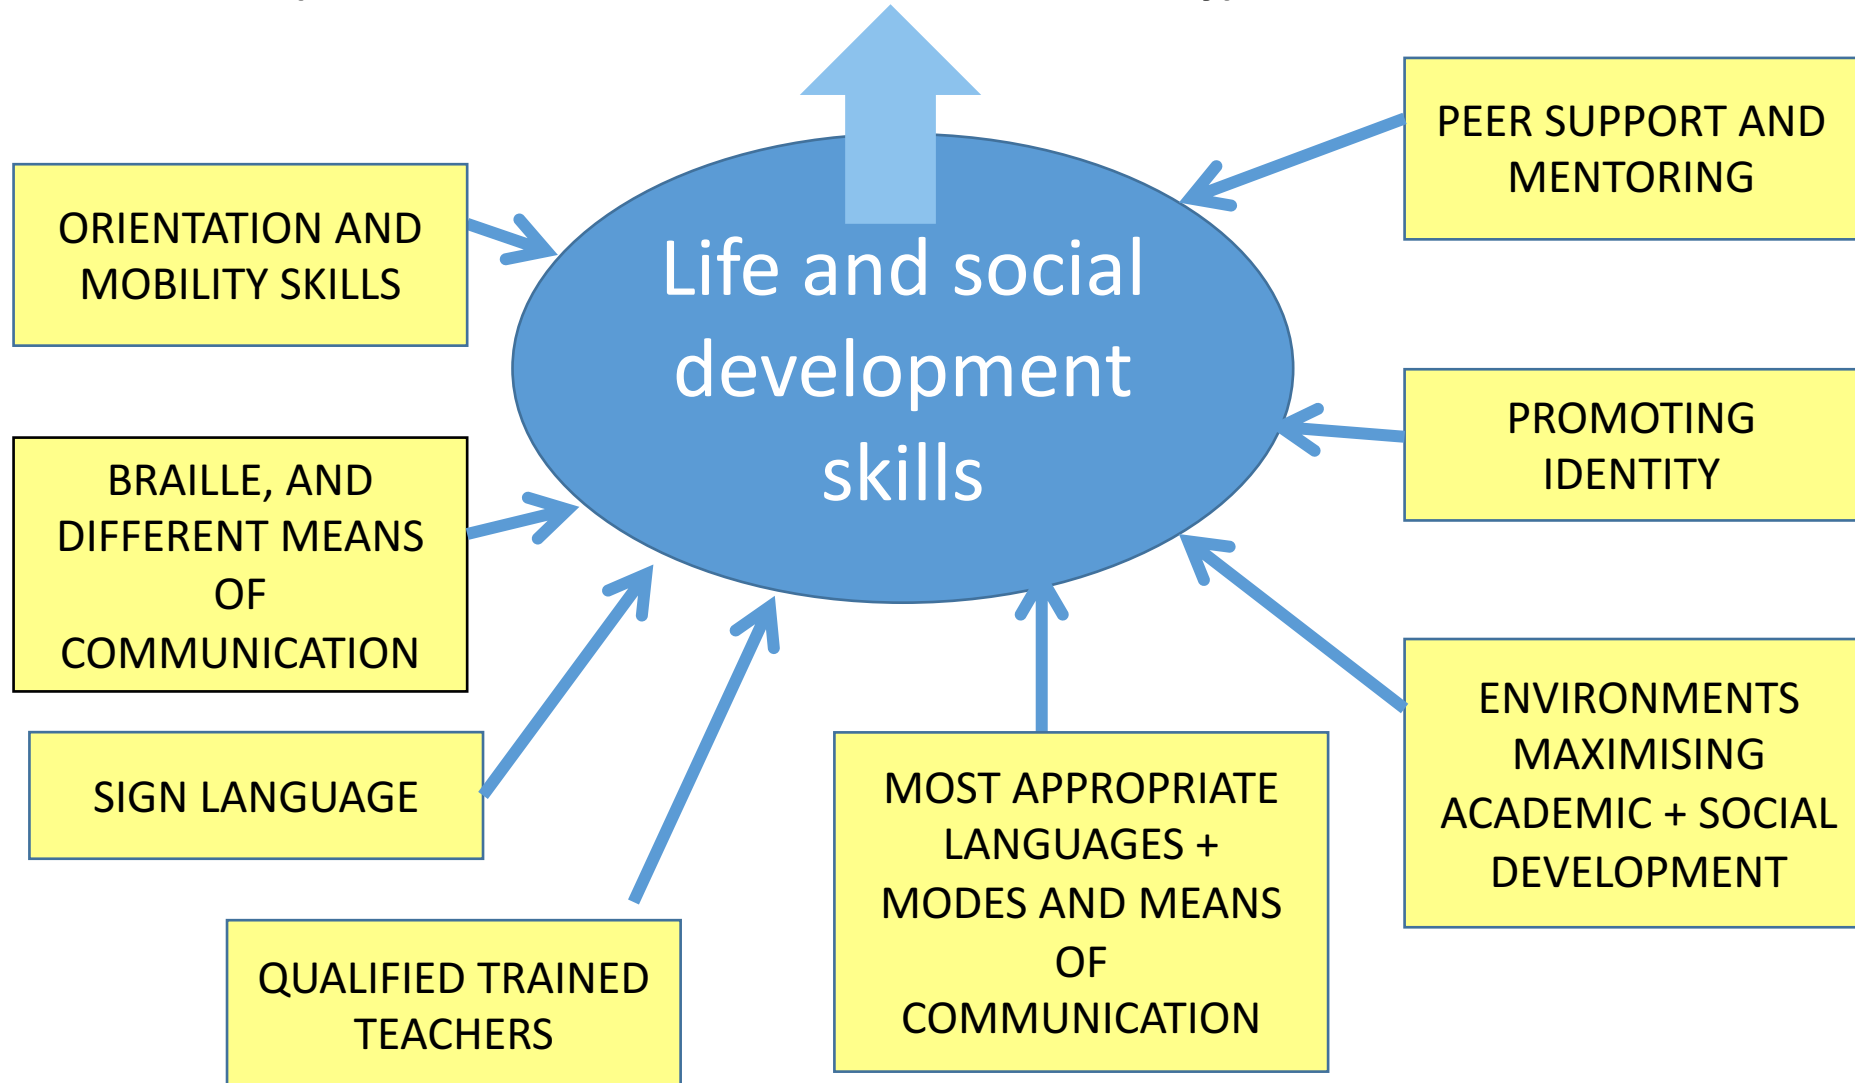 PEER SUPPORT AND
MENTORING
ORIENTATION AND
MOBILITY SKILLS
Life and social
development
skills
PROMOTING
IDENTITY
BRAILLE, AND
DIFFERENT MEANS
OF
COMMUNICATION
ENVIRONMENTS
MAXIMISING
ACADEMIC + SOCIAL
DEVELOPMENT
SIGN LANGUAGE
MOST APPROPRIATE
LANGUAGES +
MODES AND MEANS
OF
COMMUNICATION
QUALIFIED TRAINED
TEACHERS